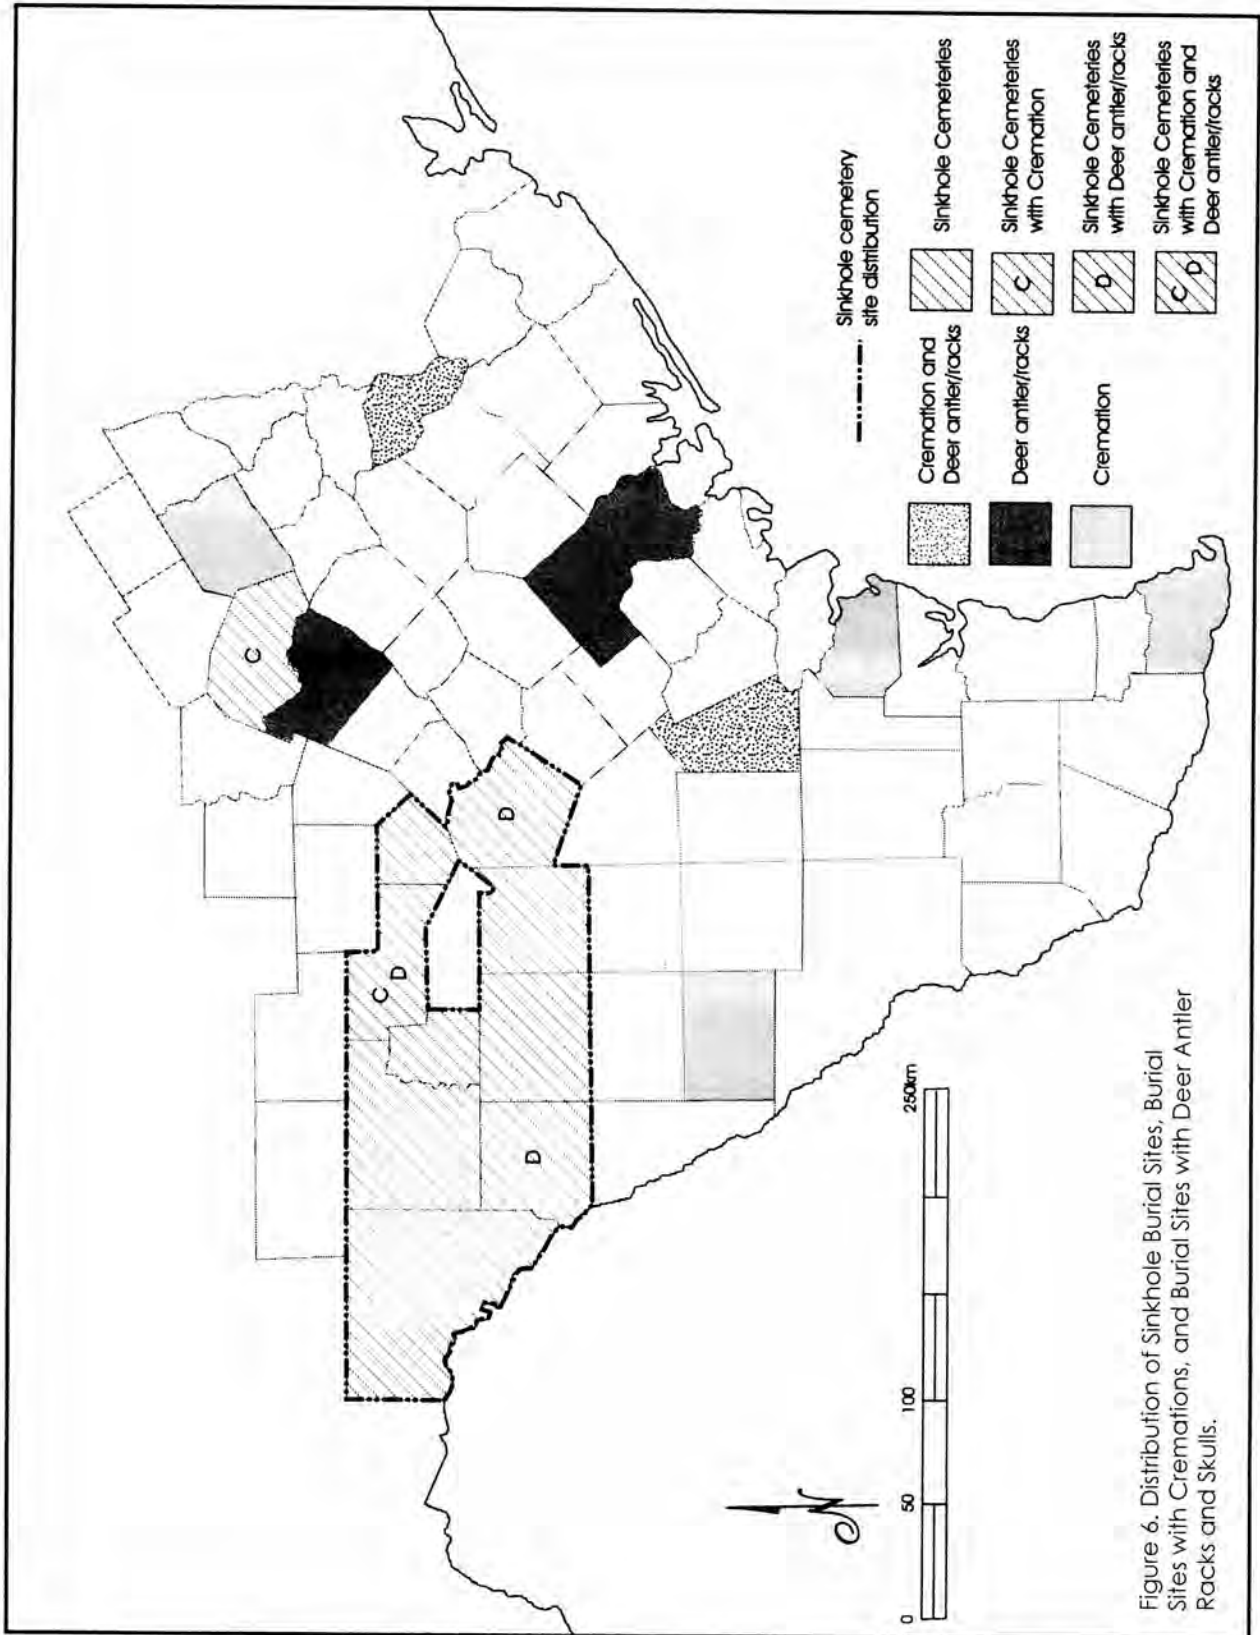 C
D
C
D
D
Sinkhole cemetery
site distribution
Cremation and
Deer antler/racks
Deer antler/racks
Cremation
Sinkhole Cemeteries
C
Sinkhole Cemeteries
with Cremation
D
Sinkhole Cemeteries
with Deer antler/racks
C
D
Sinkhole Cemeteries
with Cremation and
Deer antler/racks
N
0
50
100
250km
Figure 6. Distribution of Sinkhole Burial Sites, Burial
Sites with Cremations, and Burial Sites with Deer Antler
Racks and Skulls.